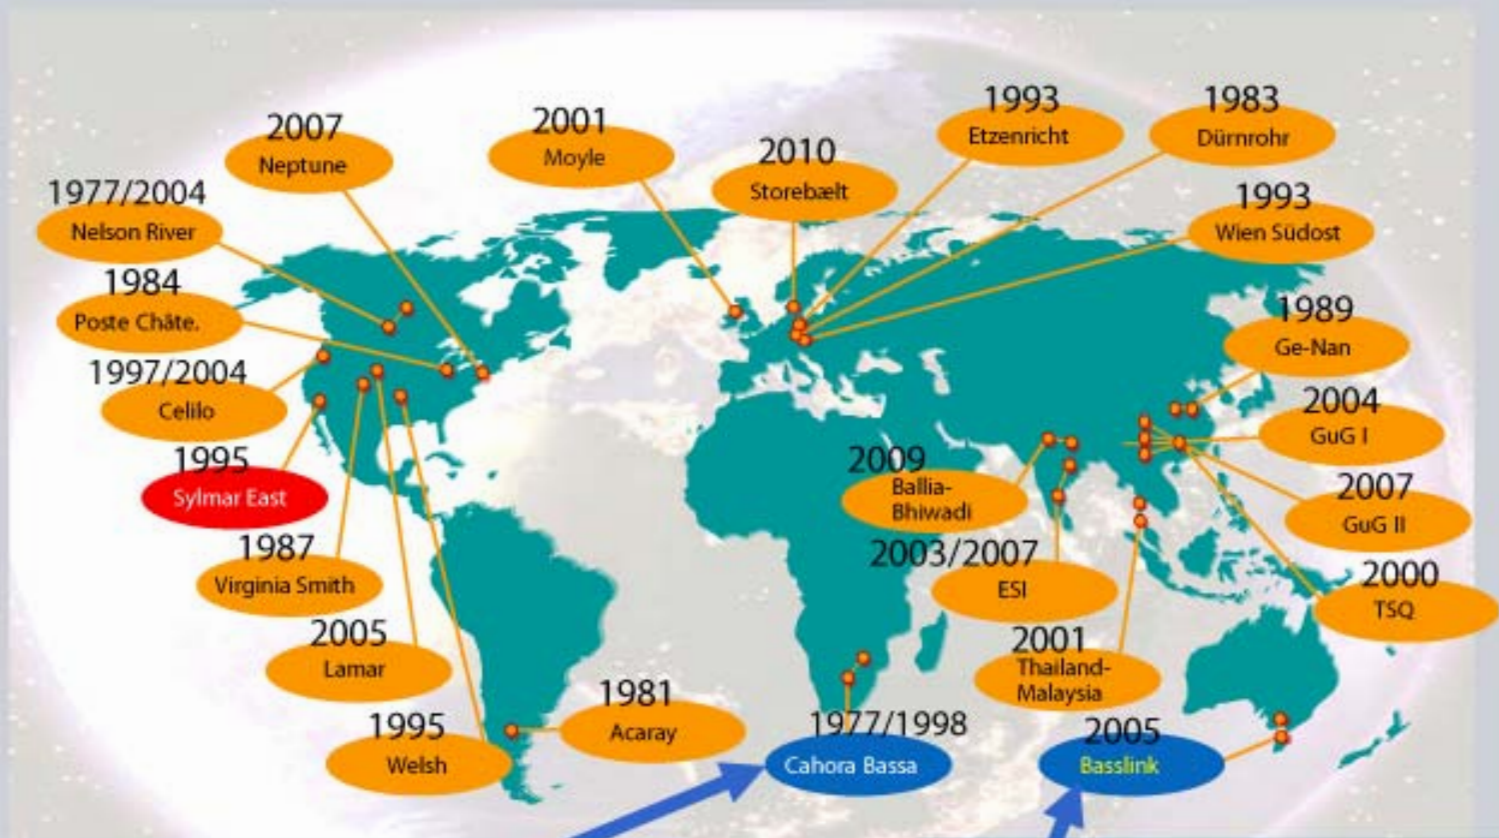 2007
Neptune
2001
Moyle
2010
Storebælt
1993
Etzenricht
1983
Dürnrohr
1977/2004
Nelson River
1993
Wien Südost
1984
Poste Châte.
1989
Ge-Nan
1997/2004
Celilo
2004
GuG I
1995
Sylmar East
2009
Ballia-
Bhiwadi
2007
GuG II
1987
Virginia Smith
2003/2007
ESI
2000
TSQ
2005
Lamar
2001
Thailand-
Malaysia
1995
Welsh
1981
Acaray
1977/1998
Cahora Bassa
2005
Basslink